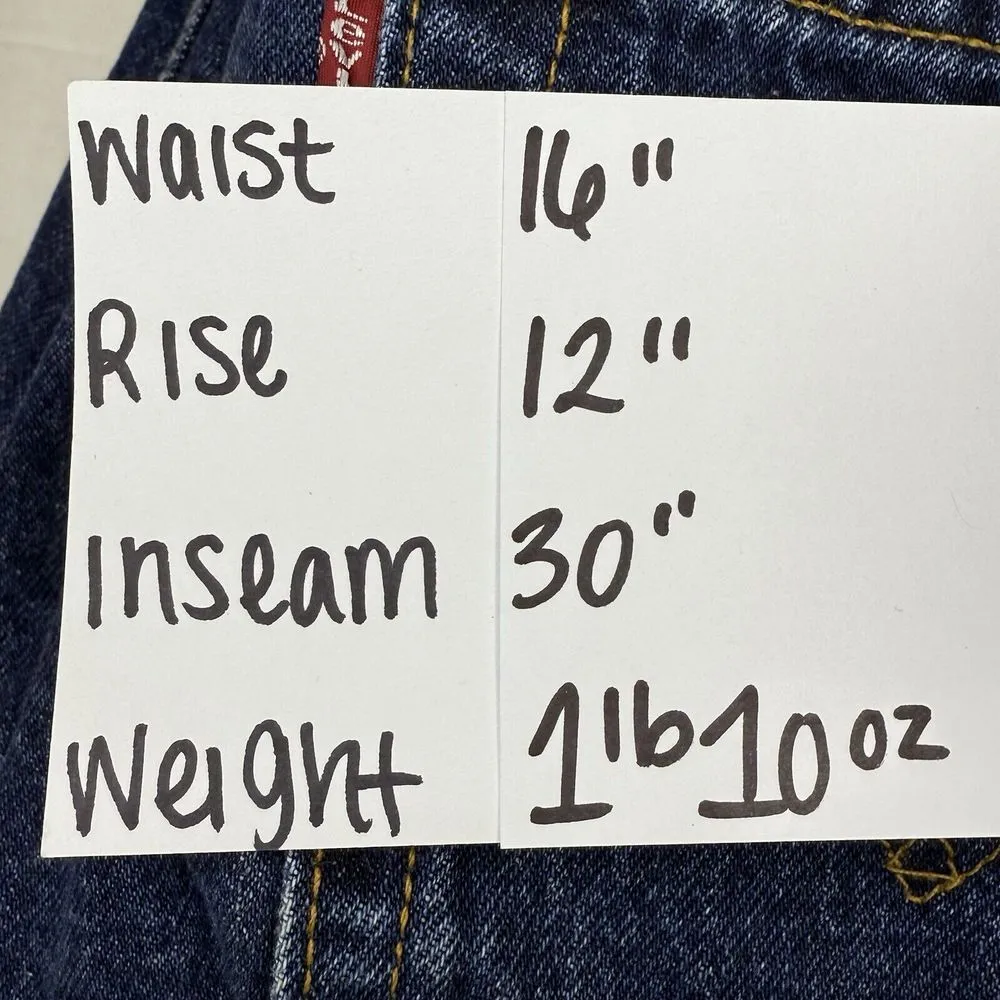 Waist 16"
Rise 12"
Inseam 30"
Weight 1lb 10oz